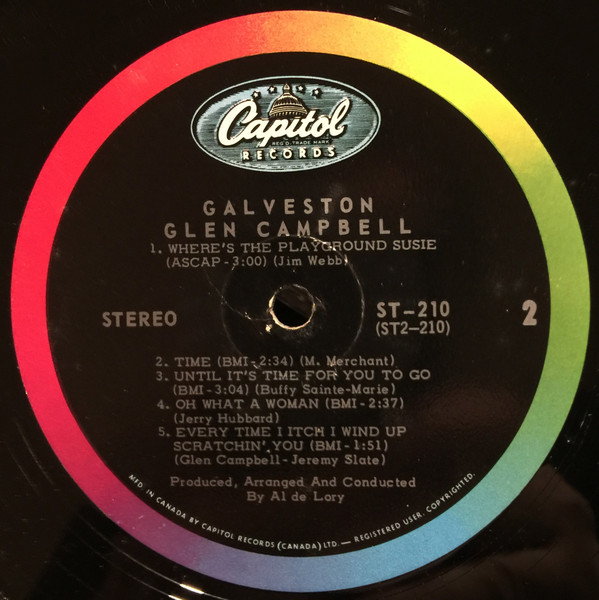 Capitol
REG'D. TRADE MARK
RECORDS
GALVESTON
GLEN CAMPBELL
1. WHERE'S THE PLAYGROUND SUSIE
(ASCAP - 3:00) (Jim Webb)
STEREO
ST-210
(ST2-210)
2
2. TIME (BMI - 2:34) (M. Merchant)
3. UNTIL IT'S TIME FOR YOU TO GO
(BMI - 3:04) (Buffy Sainte-Marie)
4. OH WHAT A WOMAN (BMI - 2:37)
(Jerry Hubbard)
5. EVERY TIME I ITCH I WIND UP
SCRATCHIN' YOU (BMI - 1:51)
(Glen Campbell - Jeremy Slate)
Produced, Arranged And Conducted
By Al de Lory
MFD. IN CANADA BY CAPITOL RECORDS (CANADA) LTD. — REGISTERED USER. COPYRIGHTED.